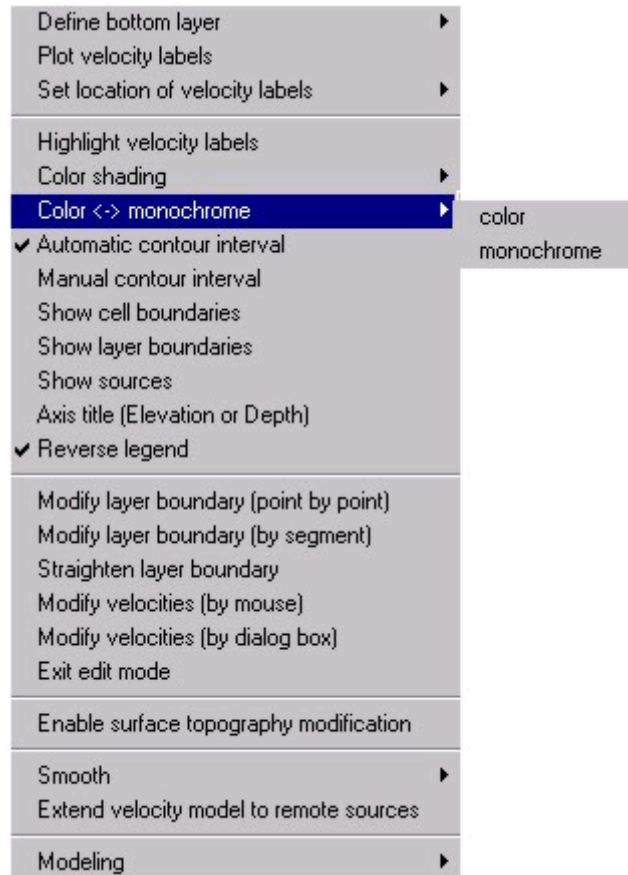 Define bottom layer
Plot velocity labels
Set location of velocity labels
Highlight velocity labels
Color shading
Color <-> monochrome
color
monochrome
Automatic contour interval
Manual contour interval
Show cell boundaries
Show layer boundaries
Show sources
Axis title (Elevation or Depth)
Reverse legend
Modify layer boundary (point by point)
Modify layer boundary (by segment)
Straighten layer boundary
Modify velocities (by mouse)
Modify velocities (by dialog box)
Exit edit mode
Enable surface topography modification
Smooth
Extend velocity model to remote sources
Modeling